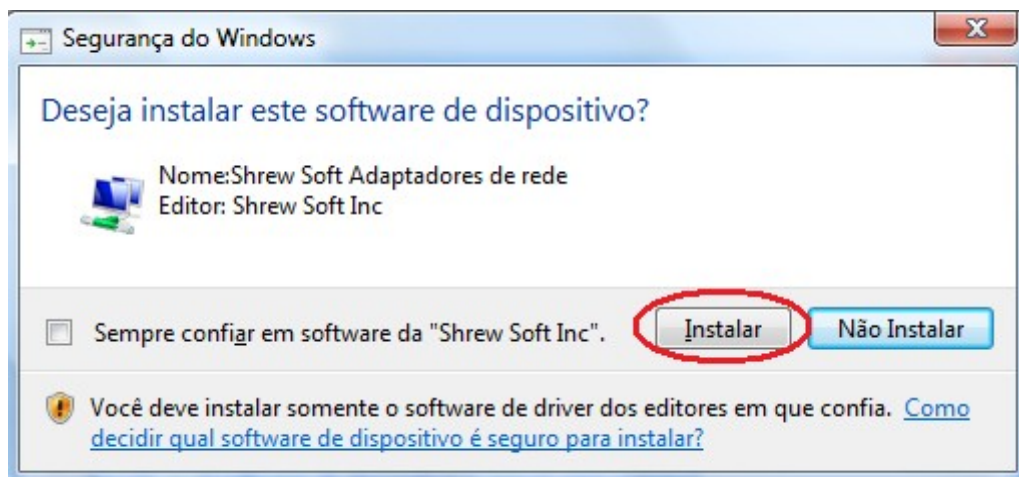 Segurança do Windows
Deseja instalar este software de dispositivo?
Nome:Shrew Soft Adaptadores de rede
Editor: Shrew Soft Inc
Sempre confiar em software da "Shrew Soft Inc".
Instalar
Não Instalar
Você deve instalar somente o software de driver dos editores em que confia. Como
decidir qual software de dispositivo é seguro para instalar?